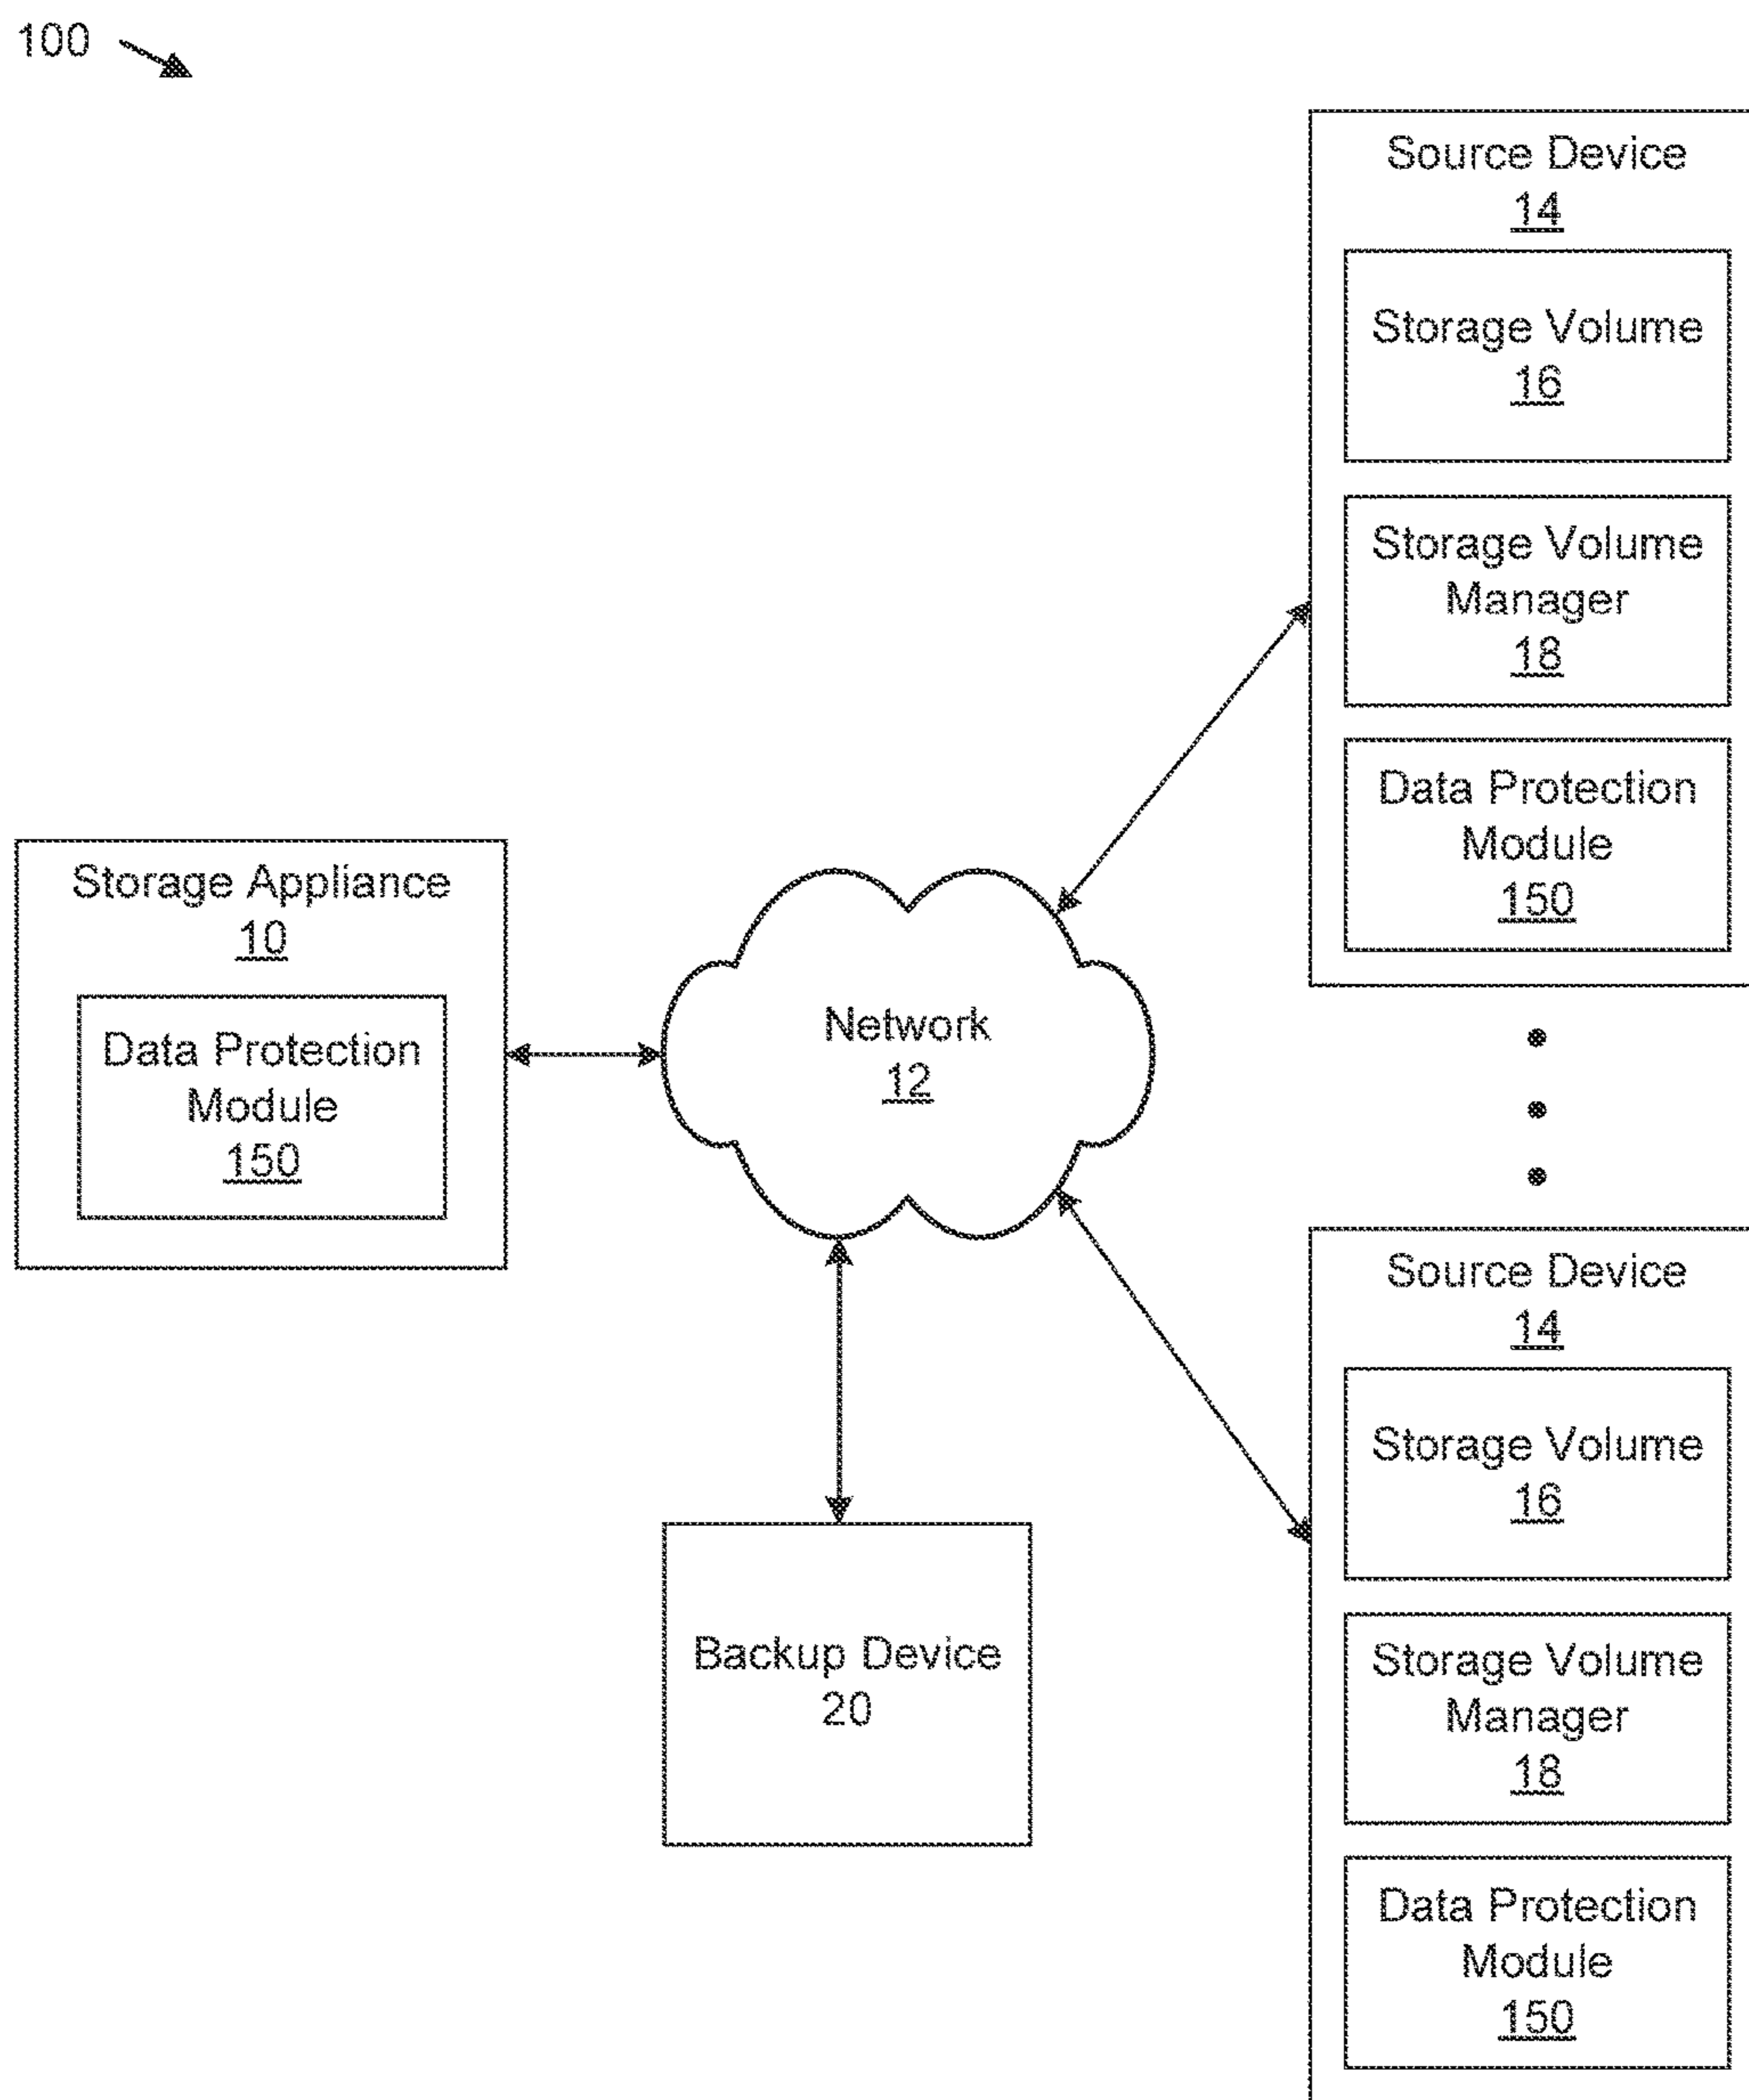 100
Source Device
14
Storage Volume
16
Storage Volume
Manager
18
Data Protection
Module
150
Storage Appliance
10
Data Protection
Module
150
Network
12
Backup Device
20
Source Device
14
Storage Volume
16
Storage Volume
Manager
18
Data Protection
Module
150